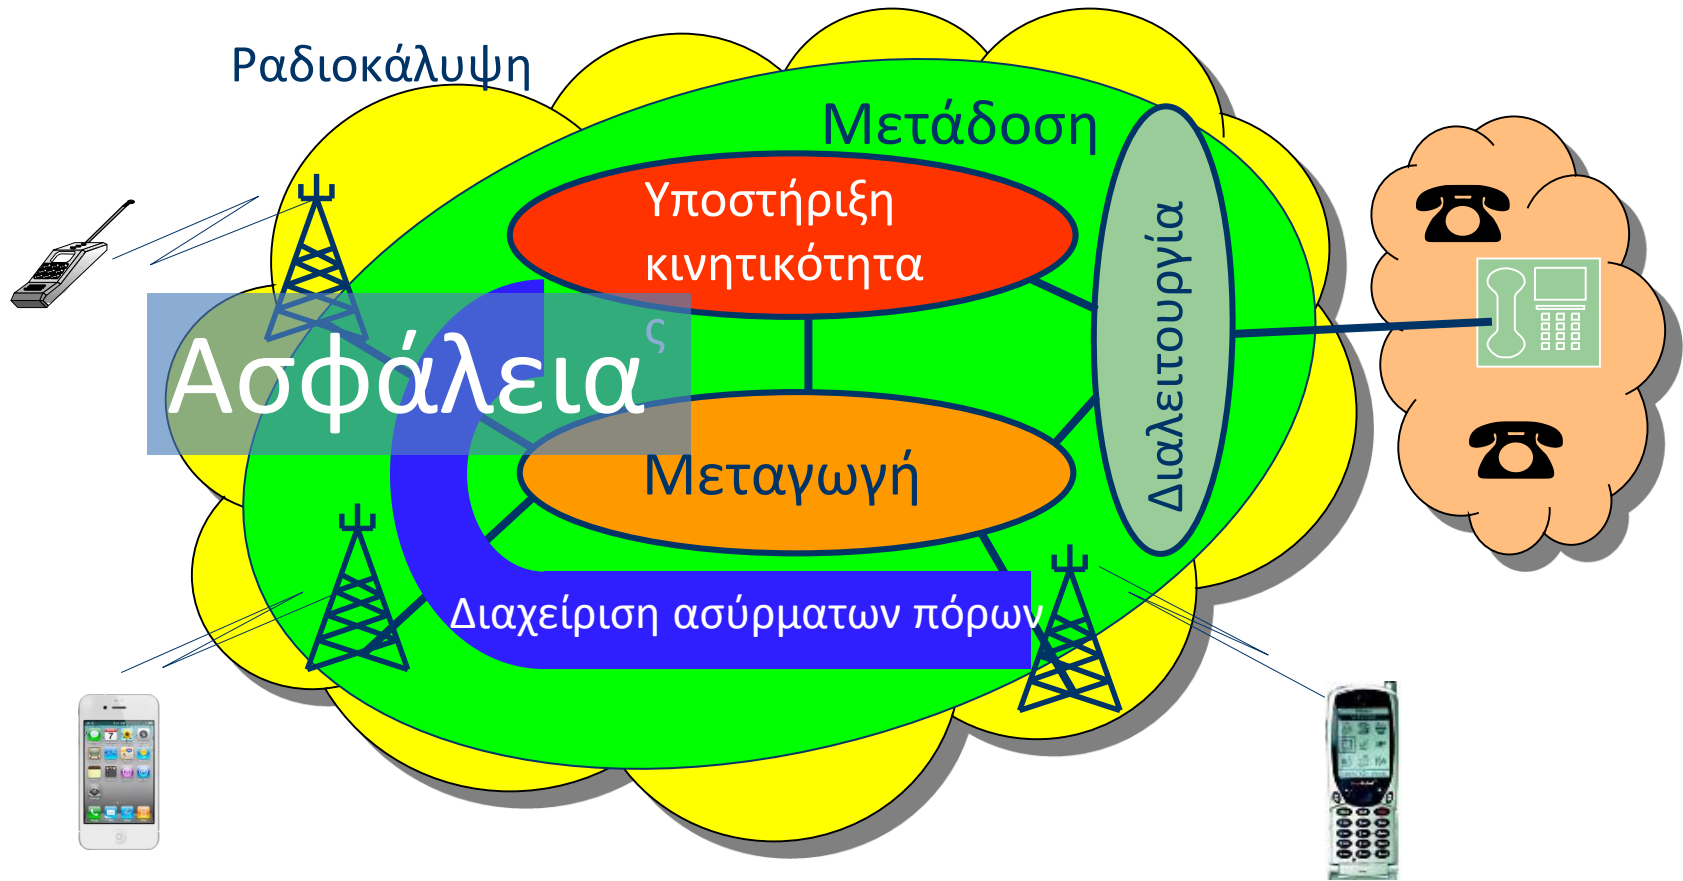 Ραδιοκάλυψη
Μετάδοση
Υποστήριξη
κινητικότητα
ς
Διαλειτουργία
Ασφάλεια
Μεταγωγή
Διαχείριση ασύρματων πόρων